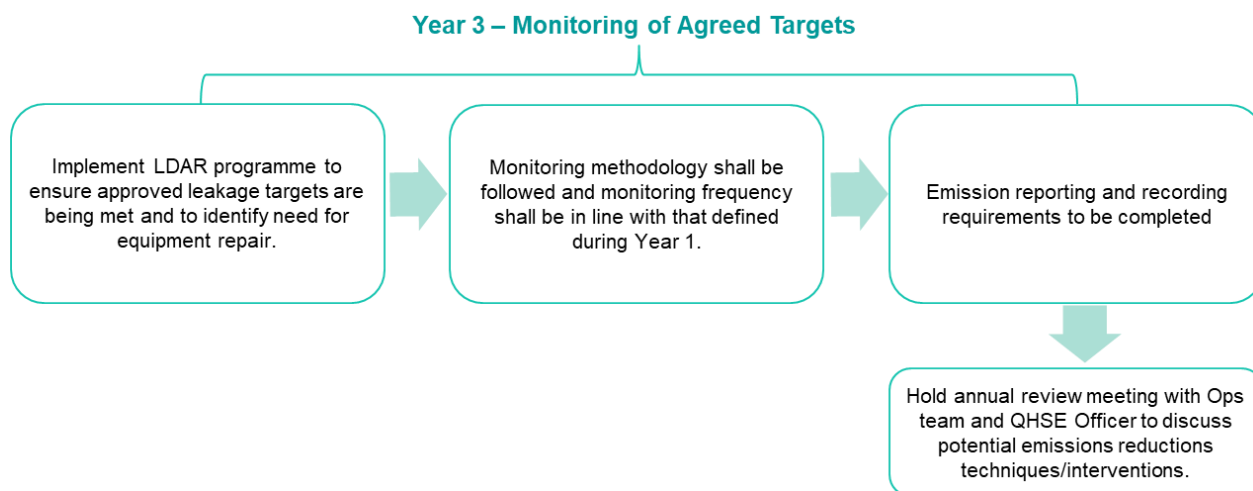 Year 3 – Monitoring of Agreed Targets
Implement LDAR programme to
ensure approved leakage targets are
being met and to identify need for
equipment repair.
Monitoring methodology shall be
followed and monitoring frequency
shall be in line with that defined
during Year 1.
Emission reporting and recording
requirements to be completed
Hold annual review meeting with Ops
team and QHSE Officer to discuss
potential emissions reductions
techniques/interventions.